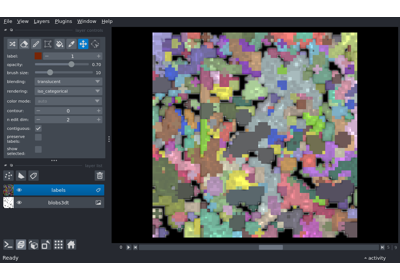 File View Layers Plugins Window Help
label: 1
opacity: 0.70
brush size: 10
blending: translucent
rendering: iso_categorical
color mode:
contour: 0
n edit dim: 2
contiguous:
preserve
labels:
show
selected:
labels
blobs3dt
Ready
activity